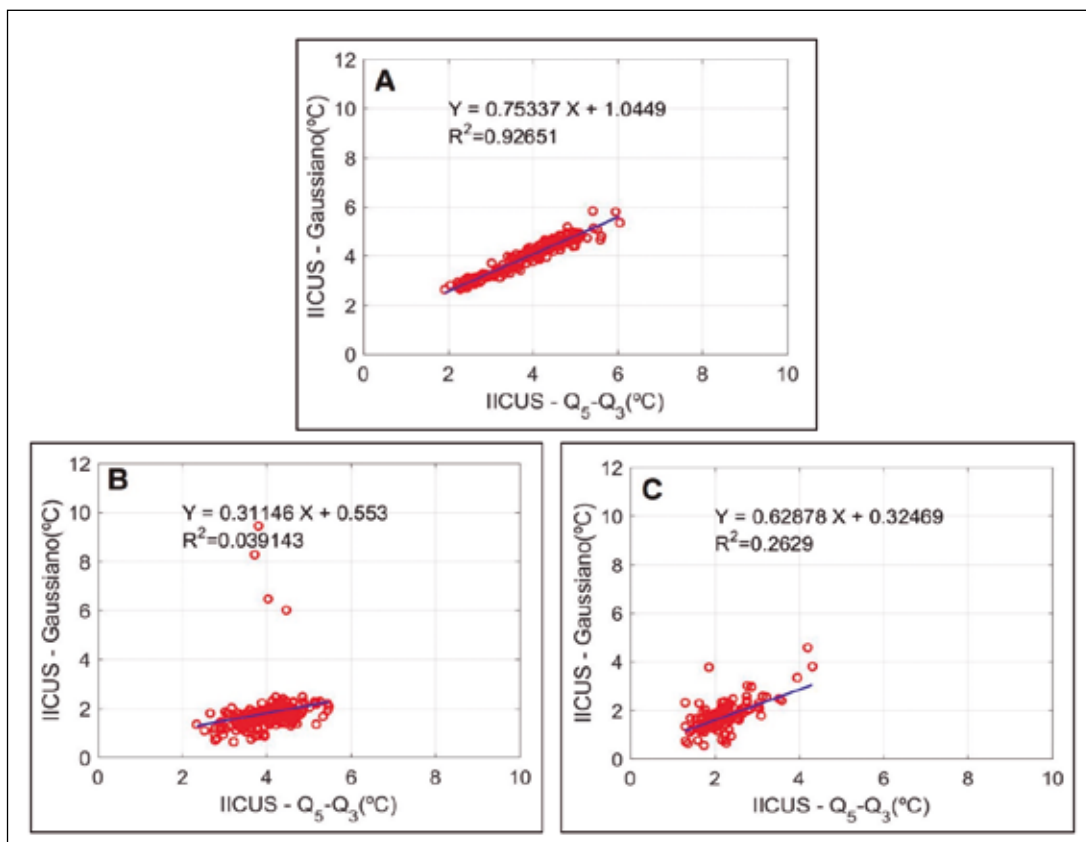 A
Y = 0.75337 X + 1.0449
R²=0.92651
12
10
8
6
4
2
0
IICUS - Gaussiano(ºC)
0 2 4 6 8 10
IICUS - Q₅-Q₃(ºC)
B
Y = 0.31146 X + 0.553
R²=0.039143
12
10
8
6
4
2
0
IICUS - Gaussiano(ºC)
0 2 4 6 8 10
IICUS - Q₅-Q₃(ºC)
C
Y = 0.62878 X + 0.32469
R²=0.2629
12
10
8
6
4
2
0
IICUS - Gaussiano(ºC)
0 2 4 6 8 10
IICUS - Q₅-Q₃(ºC)